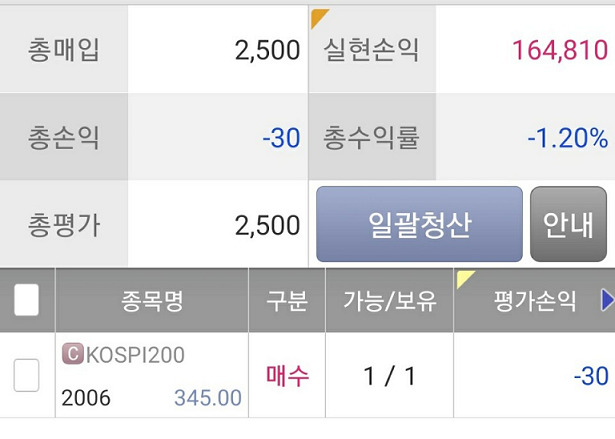 총매입 2,500 실현손익 164,810
총손익 -30 총수익률 -1.20%
총평가 2,500 일괄청산 안내
종목명 구분 가능/보유 평가손익
C KOSPI200
매수 1 / 1 -30
2006 345.00